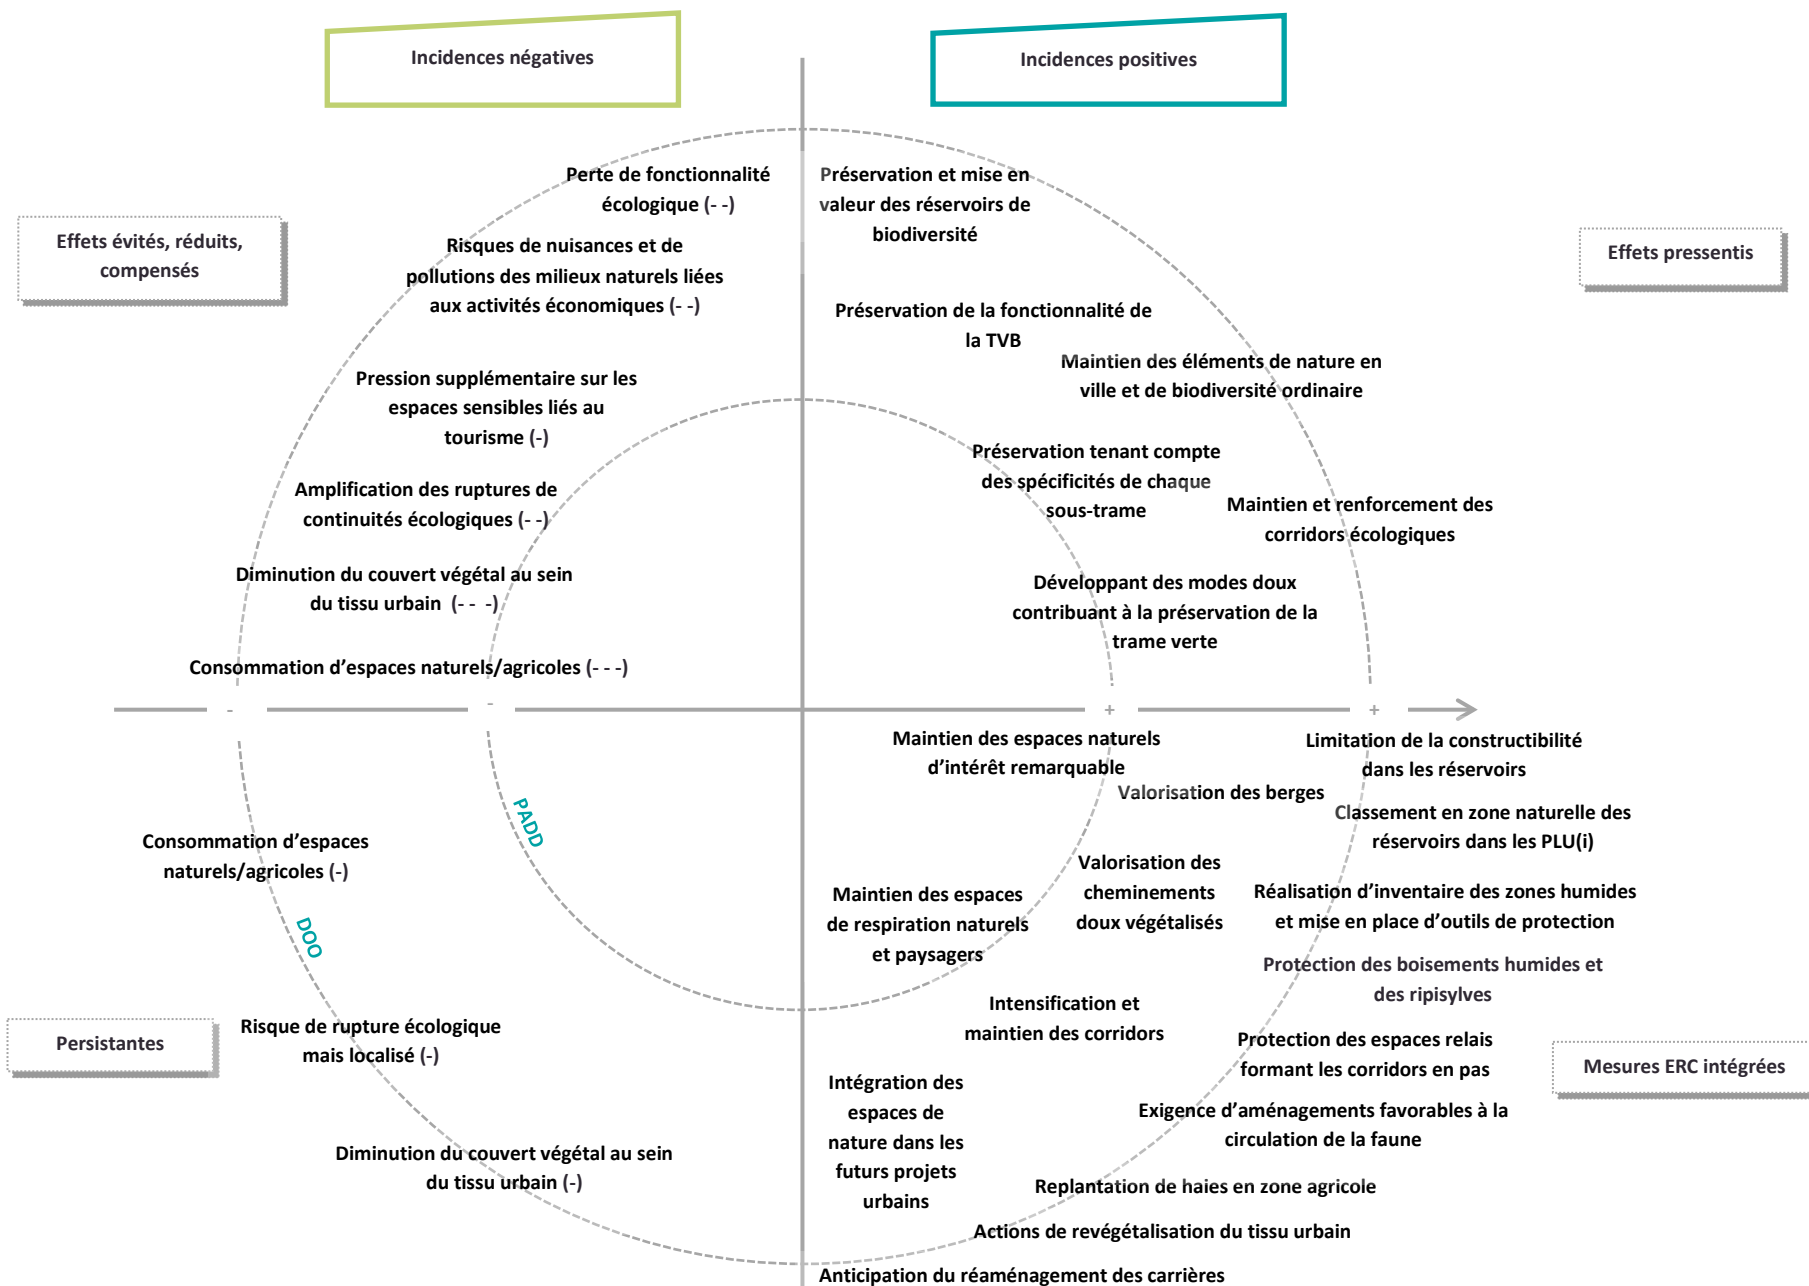 Incidences négatives
Incidences positives
Perte de fonctionnalité
écologique (- -)
Préservation et mise en
valeur des réservoirs de
biodiversité
Effets évités, réduits,
compensés
Effets pressentis
Risques de nuisances et de
pollutions des milieux naturels liées
aux activités économiques (- -)
Préservation de la fonctionnalité de
la TVB
Maintien des éléments de nature en
ville et de biodiversité ordinaire
Pression supplémentaire sur les
espaces sensibles liés au
tourisme (-)
Préservation tenant compte
des spécificités de chaque
sous-trame
Amplification des ruptures de
continuités écologiques (- -)
Maintien et renforcement des
corridors écologiques
Diminution du couvert végétal au sein
du tissu urbain (- - -)
Développant des modes doux
contribuant à la préservation de la
trame verte
Consommation d'espaces naturels/agricoles (- - -)
- - + +
Maintien des espaces naturels
d'intérêt remarquable
Limitation de la constructibilité
dans les réservoirs
Valorisation des berges
Classement en zone naturelle des
réservoirs dans les PLU(i)
PADD
Consommation d'espaces
naturels/agricoles (-)
Valorisation des
cheminements
doux végétalisés
Maintien des espaces
de respiration naturels
et paysagers
Réalisation d'inventaire des zones humides
et mise en place d'outils de protection
DOO
Protection des boisements humides et
des ripisylves
Intensification et
maintien des corridors
Persistantes
Risque de rupture écologique
mais localisé (-)
Protection des espaces relais
formant les corridors en pas
Mesures ERC intégrées
Intégration des
espaces de
nature dans les
futurs projets
urbains
Exigence d'aménagements favorables à la
circulation de la faune
Diminution du couvert végétal au sein
du tissu urbain (-)
Replantation de haies en zone agricole
Actions de revégétalisation du tissu urbain
Anticipation du réaménagement des carrières